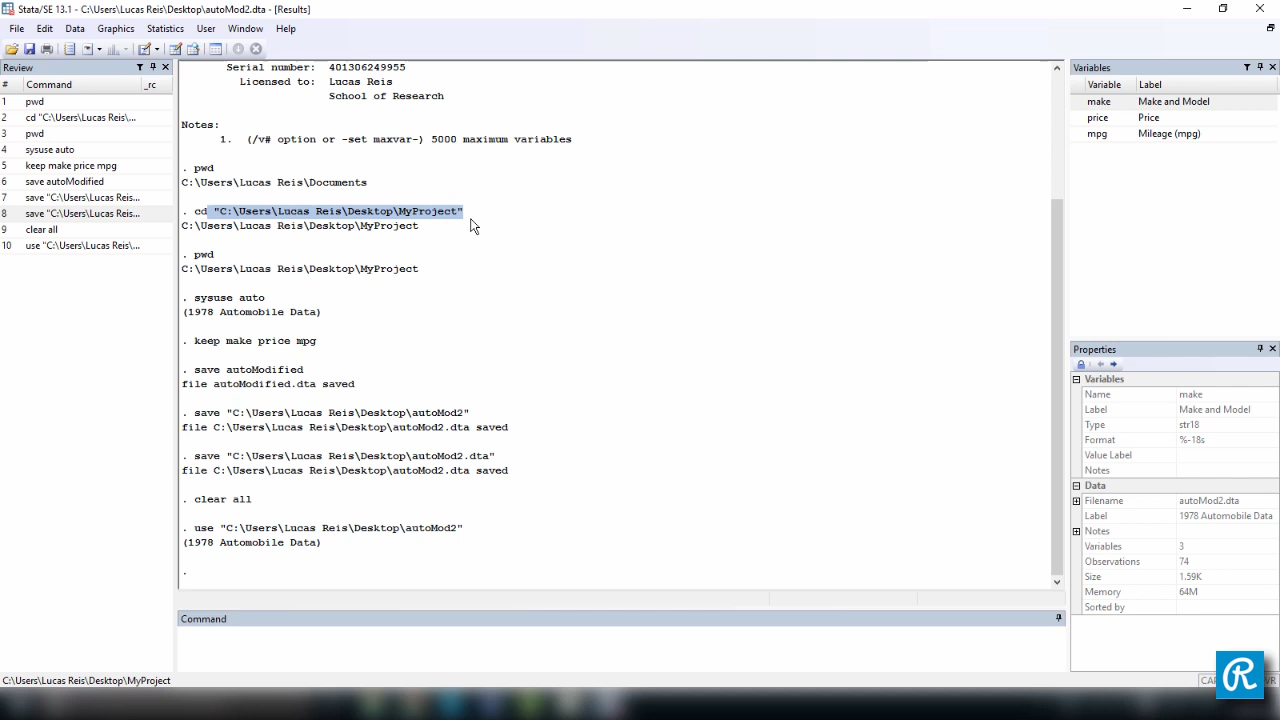 Stata/SE 13.1 - C:\Users\Lucas Reis\Desktop\autoMod2.dta - [Results]
File Edit Data Graphics Statistics User Window Help
Review
# Command _rc
1 pwd
2 cd "C:\Users\Lucas Reis\...
3 pwd
4 sysuse auto
5 keep make price mpg
6 save autoModified
7 save "C:\Users\Lucas Reis...
8 save "C:\Users\Lucas Reis...
9 clear all
10 use "C:\Users\Lucas Reis\...
Serial number: 401306249955
Licensed to: Lucas Reis
School of Research
Notes:
1. (/v# option or -set maxvar-) 5000 maximum variables
. pwd
C:\Users\Lucas Reis\Documents
. cd "C:\Users\Lucas Reis\Desktop\MyProject"
C:\Users\Lucas Reis\Desktop\MyProject
. pwd
C:\Users\Lucas Reis\Desktop\MyProject
. sysuse auto
(1978 Automobile Data)
. keep make price mpg
. save autoModified
file autoModified.dta saved
. save "C:\Users\Lucas Reis\Desktop\autoMod2"
file C:\Users\Lucas Reis\Desktop\autoMod2.dta saved
. save "C:\Users\Lucas Reis\Desktop\autoMod2.dta"
file C:\Users\Lucas Reis\Desktop\autoMod2.dta saved
. clear all
. use "C:\Users\Lucas Reis\Desktop\autoMod2"
(1978 Automobile Data)
.
Command
Variables
Variable Label
make Make and Model
price Price
mpg Mileage (mpg)
Properties
Variables
Name make
Label Make and Model
Type str18
Format %-18s
Value Label
Notes
Data
Filename autoMod2.dta
Label 1978 Automobile Data
Notes
Variables 3
Observations 74
Size 1.59K
Memory 64M
Sorted by
C:\Users\Lucas Reis\Desktop\MyProject
R